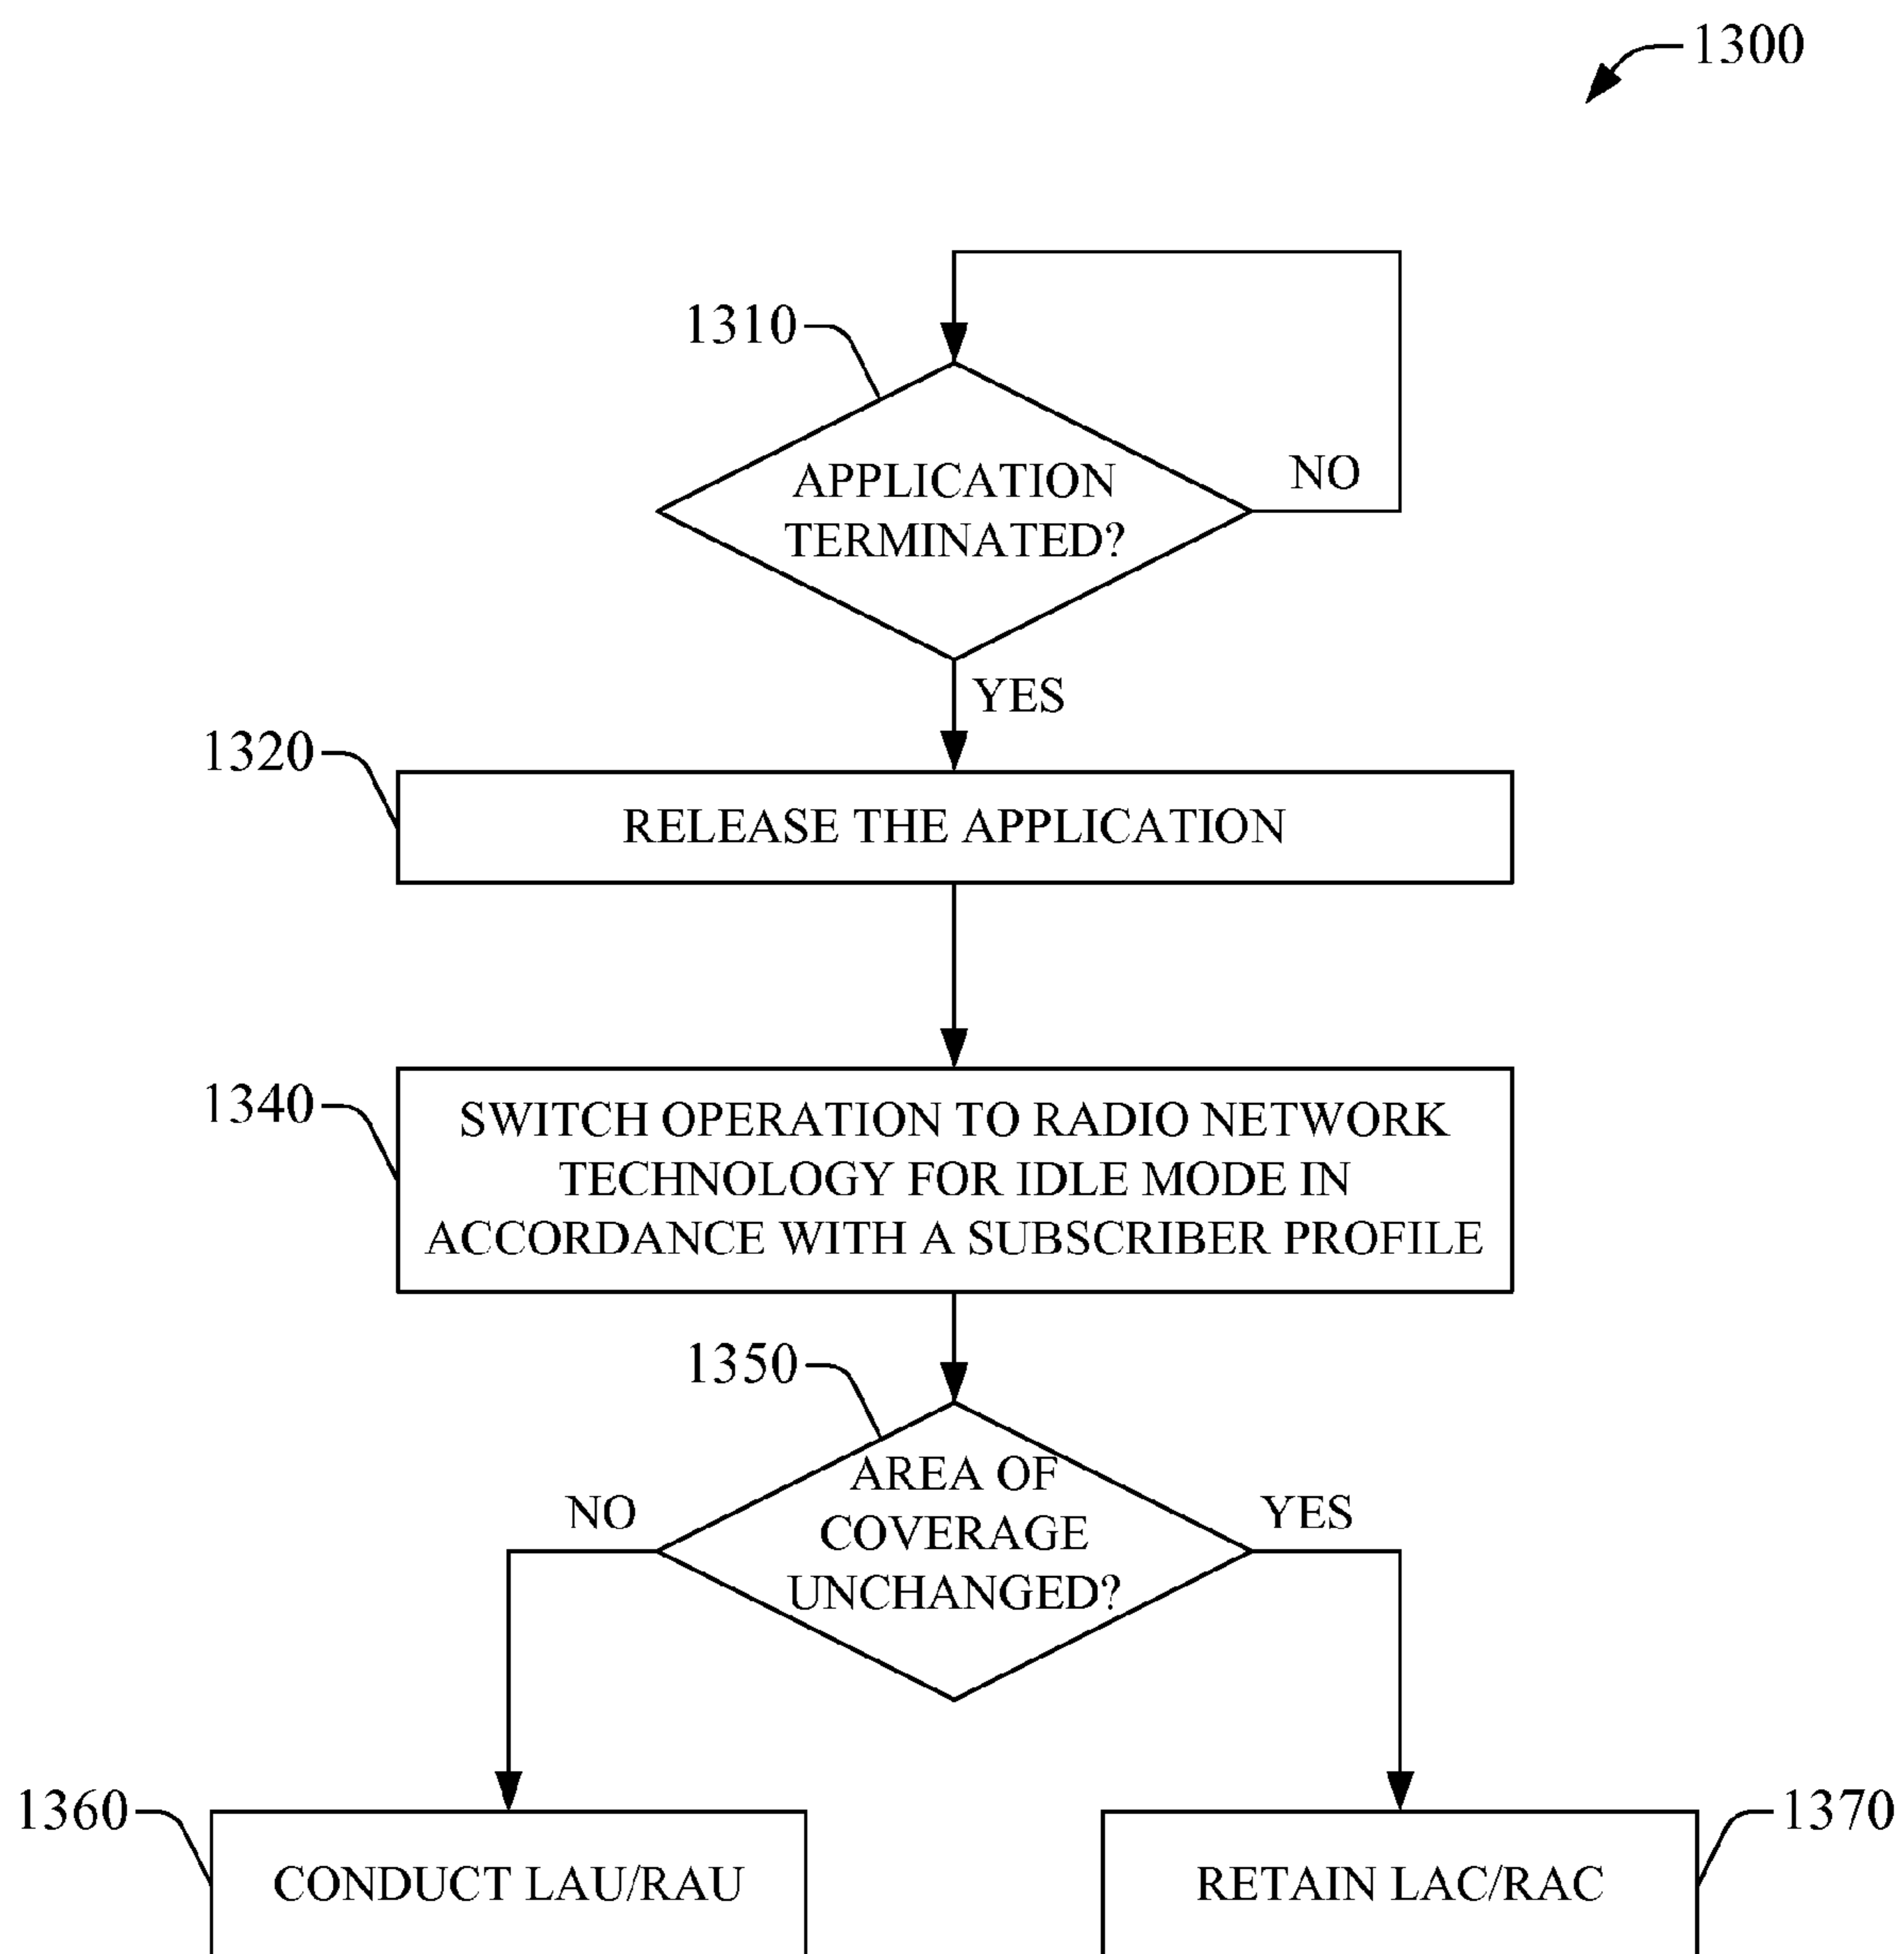 1300
1310
APPLICATION
TERMINATED?
NO
YES
1320
RELEASE THE APPLICATION
1340
SWITCH OPERATION TO RADIO NETWORK
TECHNOLOGY FOR IDLE MODE IN
ACCORDANCE WITH A SUBSCRIBER PROFILE
1350
AREA OF
COVERAGE
UNCHANGED?
NO
YES
1360
CONDUCT LAU/RAU
RETAIN LAC/RAC
1370